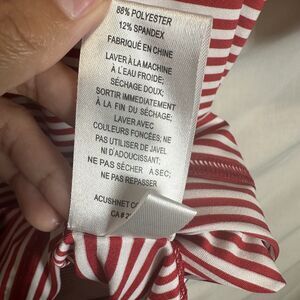 88% POLYESTER
12% SPANDEX
FABRIQUÉ EN CHINE
LAVER À LA MACHINE
À L'EAU FROIDE;
SÉCHAGE DOUX;
SORTIR IMMÉDIATEMENT
À LA FIN DU SÉCHAGE;
LAVER AVEC
COULEURS FONCÉES; NE
PAS UTILISER DE JAVEL
NI D'ADOUCISSANT;
NE PAS SÉCHER À SEC;
NE PAS REPASSER
ACUSHNET
CA#